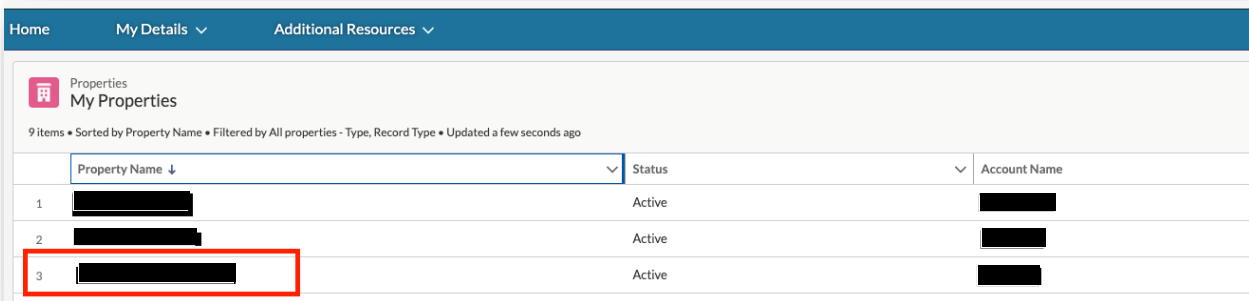 Home My Details Additional Resources
Properties
My Properties
9 items • Sorted by Property Name • Filtered by All properties - Type, Record Type • Updated a few seconds ago
Property Name ↓ Status Account Name
1 Active
2 Active
3 Active